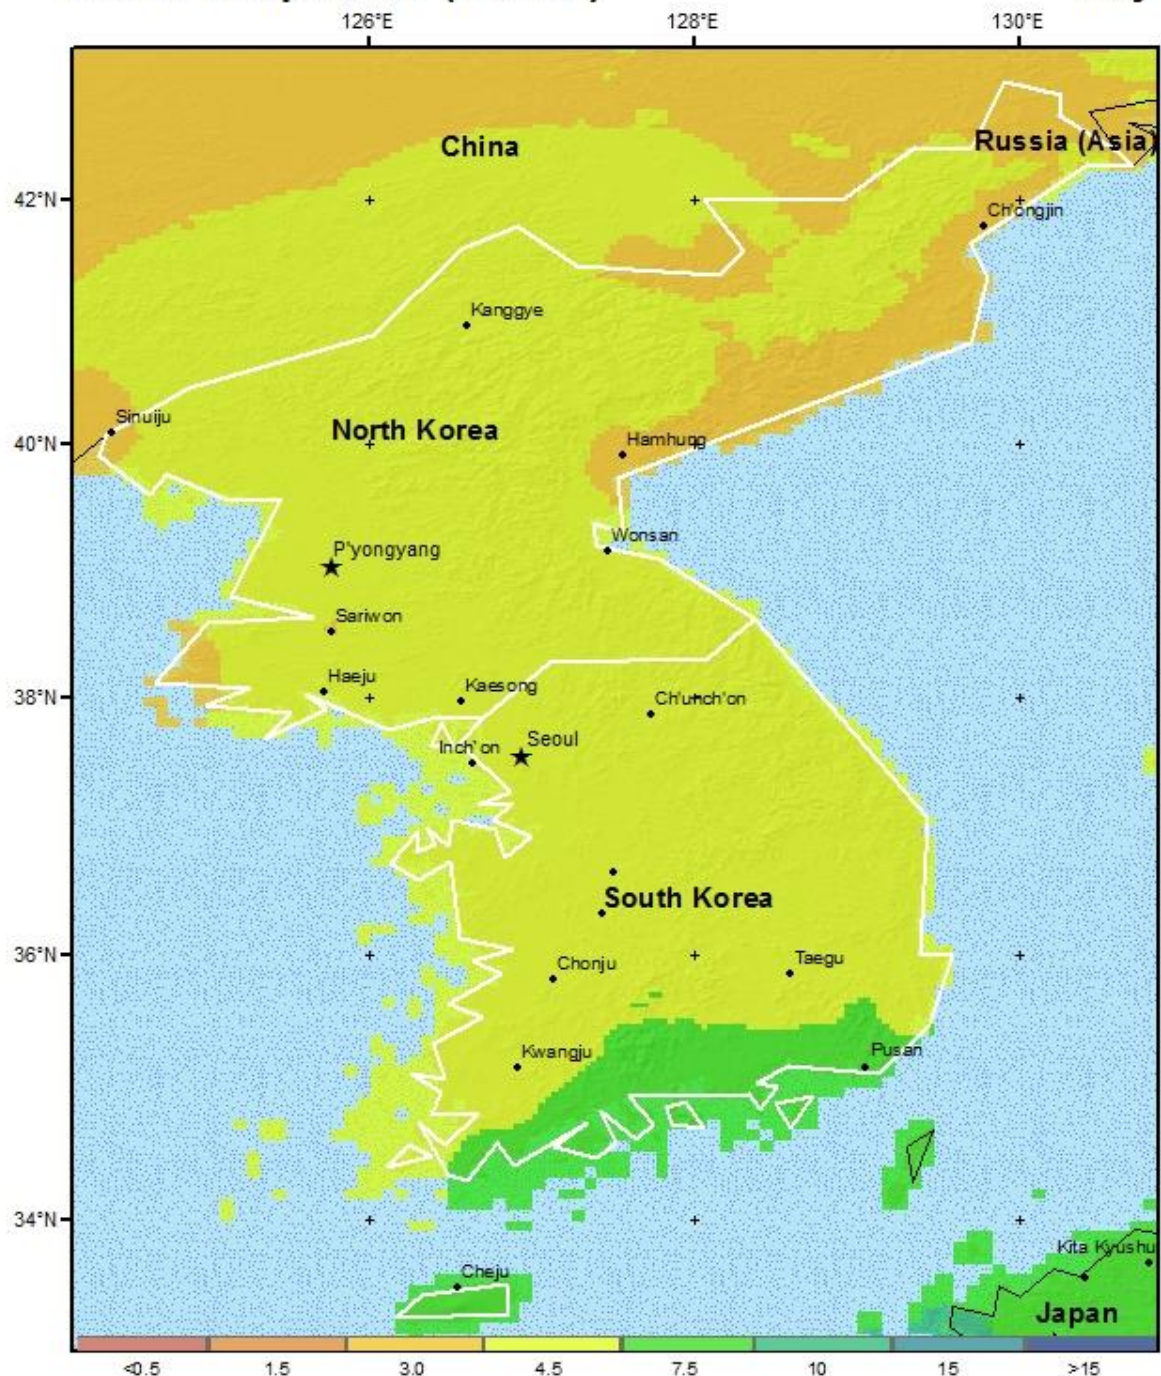 126°E 128°E 130°E
China
Russia (Asia)
42°N
Ch'ongjin
Kanggye
Sinuiju
North Korea
Hamhung
40°N
Wonsan
P'yongyang
Sariwon
Haeju
Kaesong
Ch'unch'on
38°N
Inch'on
Seoul
South Korea
36°N
Chonju
Taegu
Kwangju
Pusan
34°N
Kita Kyushu
Cheju
Japan
<0.5 1.5 3.0 4.5 7.5 10 15 >15